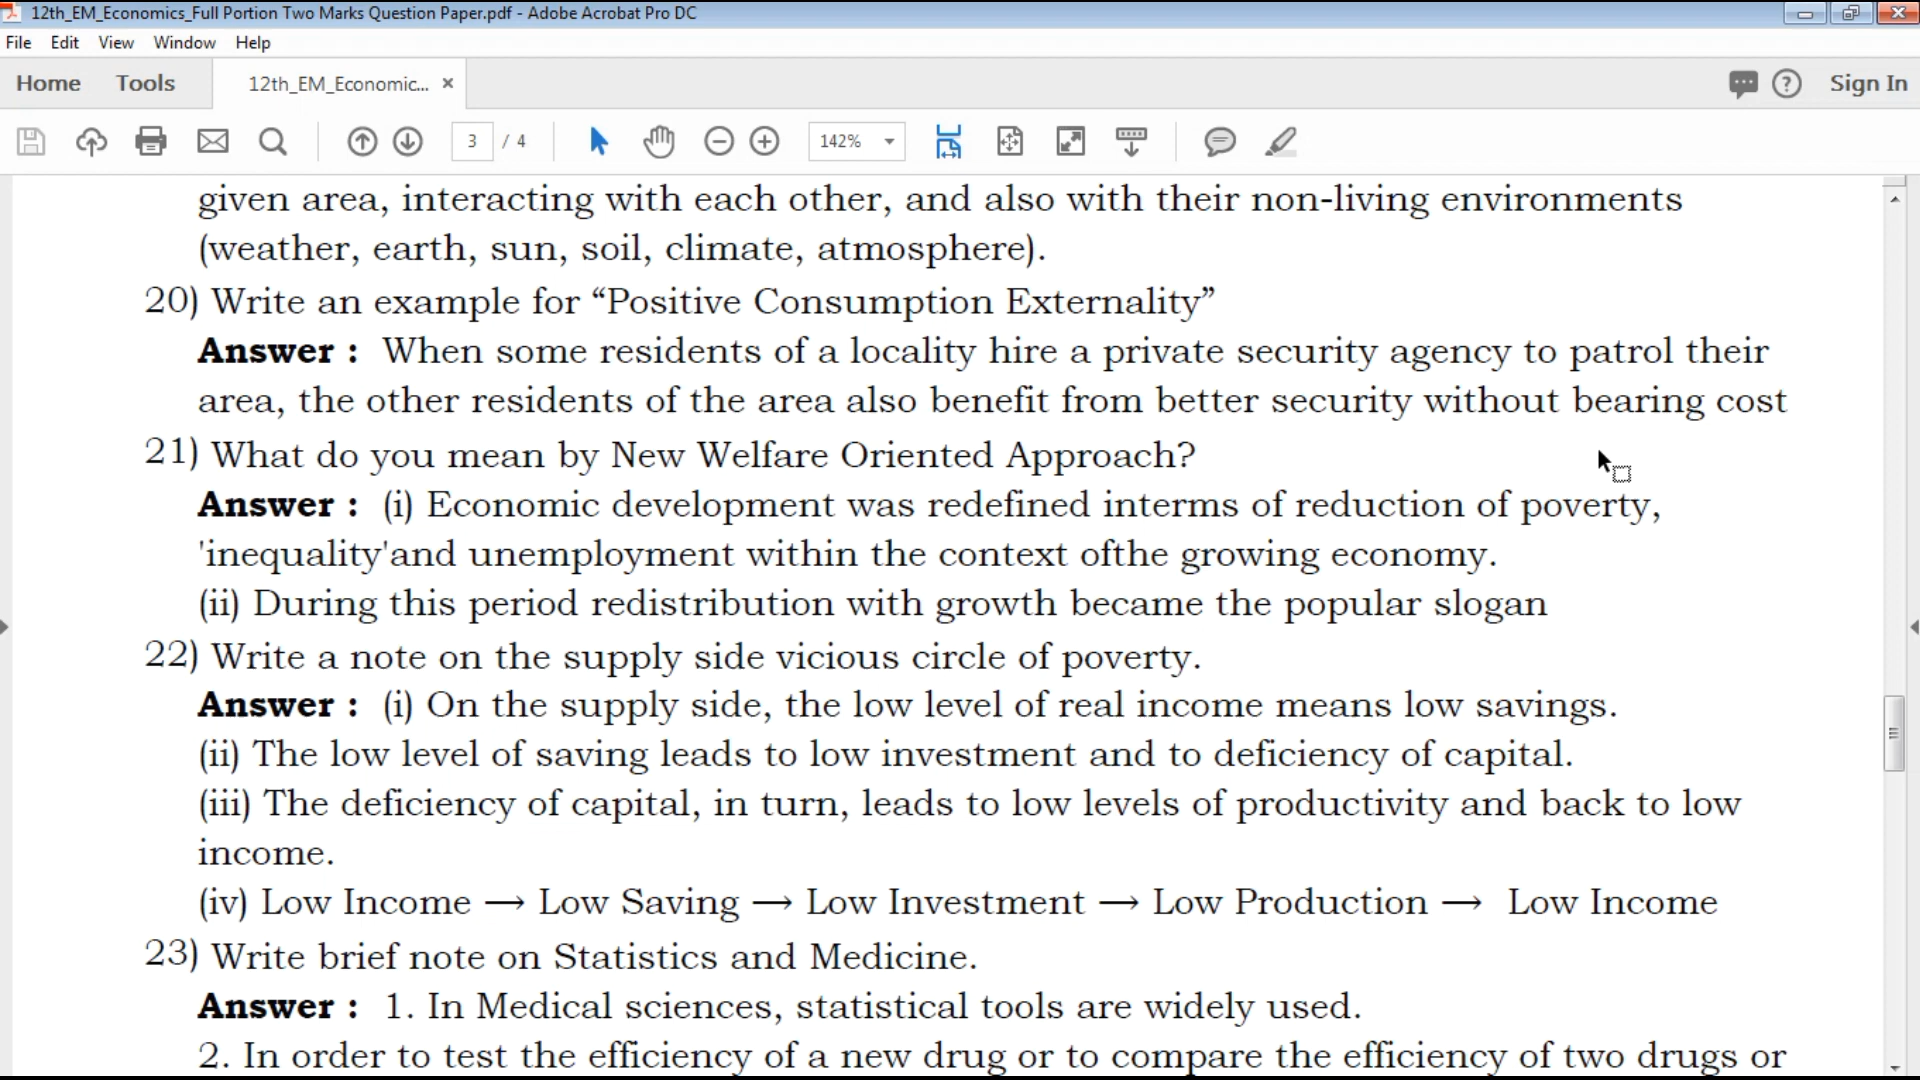 12th_EM_Economics_Full Portion Two Marks Question Paper.pdf - Adobe Acrobat Pro DC
File Edit View Window Help
Home Tools 12th_EM_Economic... × Sign In
3 / 4 142%
given area, interacting with each other, and also with their non-living environments
(weather, earth, sun, soil, climate, atmosphere).
20) Write an example for “Positive Consumption Externality”
Answer : When some residents of a locality hire a private security agency to patrol their
area, the other residents of the area also benefit from better security without bearing cost
21) What do you mean by New Welfare Oriented Approach?
Answer : (i) Economic development was redefined interms of reduction of poverty,
'inequality'and unemployment within the context ofthe growing economy.
(ii) During this period redistribution with growth became the popular slogan
22) Write a note on the supply side vicious circle of poverty.
Answer : (i) On the supply side, the low level of real income means low savings.
(ii) The low level of saving leads to low investment and to deficiency of capital.
(iii) The deficiency of capital, in turn, leads to low levels of productivity and back to low
income.
(iv) Low Income → Low Saving → Low Investment → Low Production → Low Income
23) Write brief note on Statistics and Medicine.
Answer : 1. In Medical sciences, statistical tools are widely used.
2. In order to test the efficiency of a new drug or to compare the efficiency of two drugs or